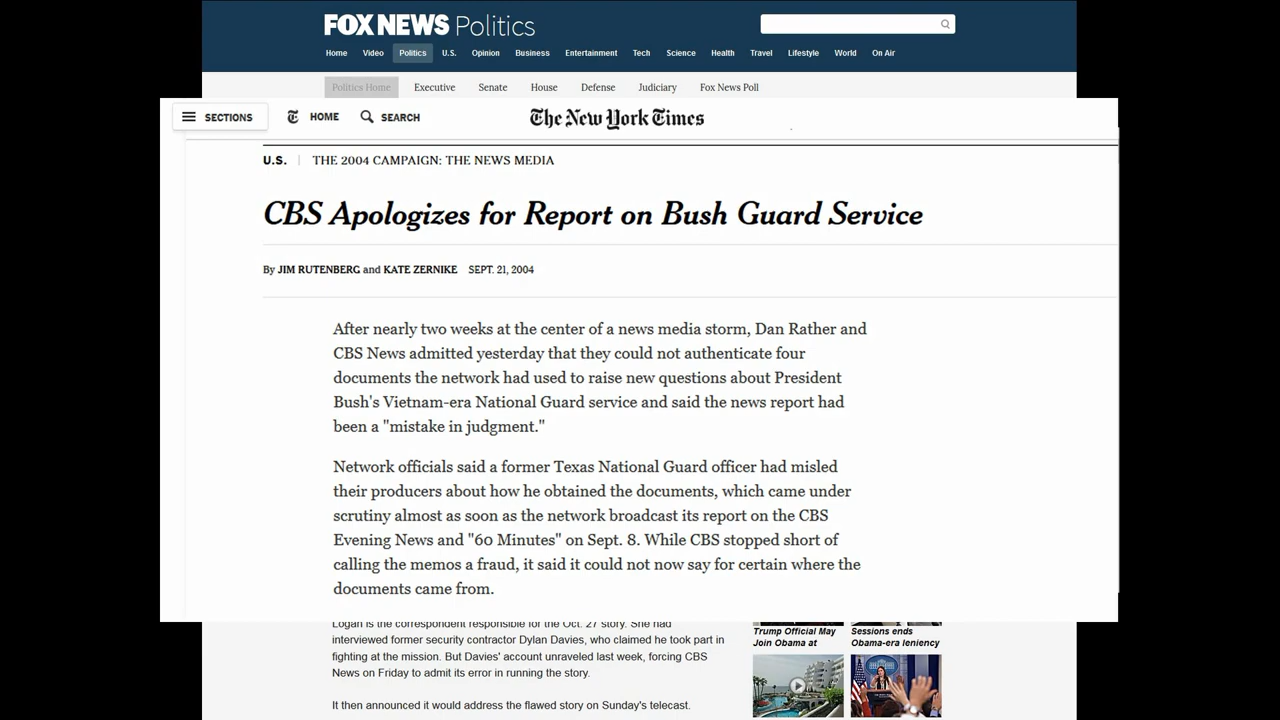 FOX NEWS Politics
Home Video Politics U.S. Opinion Business Entertainment Tech Science Health Travel Lifestyle World On Air
Politics Home Executive Senate House Defense Judiciary Fox News Poll
SECTIONS HOME SEARCH The New York Times
U.S. | THE 2004 CAMPAIGN: THE NEWS MEDIA
CBS Apologizes for Report on Bush Guard Service
By JIM RUTENBERG and KATE ZERNIKE SEPT. 21, 2004
After nearly two weeks at the center of a news media storm, Dan Rather and
CBS News admitted yesterday that they could not authenticate four
documents the network had used to raise new questions about President
Bush's Vietnam-era National Guard service and said the news report had
been a "mistake in judgment."
Network officials said a former Texas National Guard officer had misled
their producers about how he obtained the documents, which came under
scrutiny almost as soon as the network broadcast its report on the CBS
Evening News and "60 Minutes" on Sept. 8. While CBS stopped short of
calling the memos a fraud, it said it could not now say for certain where the
documents came from.
Logan is the correspondent responsible for the Oct. 27 story. She had
interviewed former security contractor Dylan Davies, who claimed he took part in
fighting at the mission. But Davies' account unraveled last week, forcing CBS
News on Friday to admit its error in running the story.
It then announced it would address the flawed story on Sunday's telecast.
Trump Official May
Join Obama at
Sessions ends
Obama-era leniency